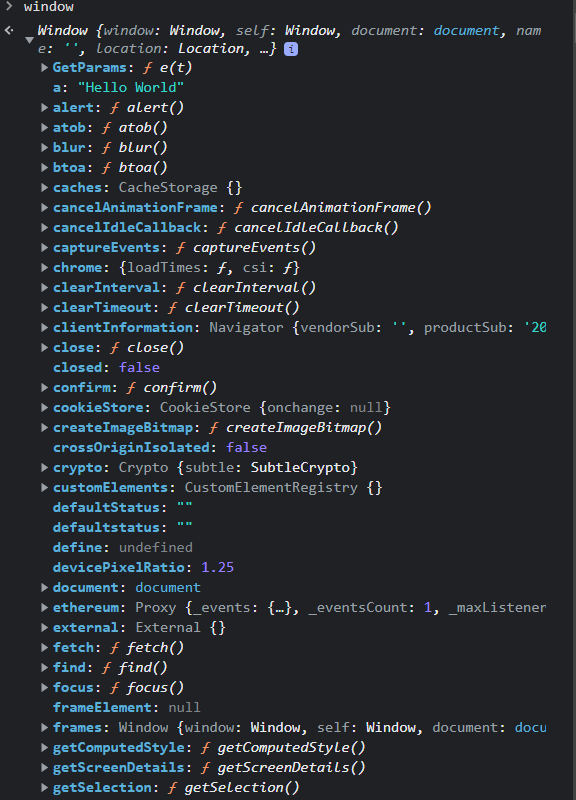 > window
Window {window: Window, self: Window, document: document, nam
e: '', location: Location, …} i
GetParams: ƒ e(t)
a: "Hello World"
alert: ƒ alert()
atob: ƒ atob()
blur: ƒ blur()
btoa: ƒ btoa()
caches: CacheStorage {}
cancelAnimationFrame: ƒ cancelAnimationFrame()
cancelIdleCallback: ƒ cancelIdleCallback()
captureEvents: ƒ captureEvents()
chrome: {loadTimes: ƒ, csi: ƒ}
clearInterval: ƒ clearInterval()
clearTimeout: ƒ clearTimeout()
clientInformation: Navigator {vendorSub: '', productSub: '20
close: ƒ close()
closed: false
confirm: ƒ confirm()
cookieStore: CookieStore {onchange: null}
createImageBitmap: ƒ createImageBitmap()
crossOriginIsolated: false
crypto: Crypto {subtle: SubtleCrypto}
customElements: CustomElementRegistry {}
defaultStatus: ""
defaultstatus: ""
define: undefined
devicePixelRatio: 1.25
document: document
ethereum: Proxy {_events: {…}, _eventsCount: 1, _maxListener
external: External {}
fetch: ƒ fetch()
find: ƒ find()
focus: ƒ focus()
frameElement: null
frames: Window {window: Window, self: Window, document: docu
getComputedStyle: ƒ getComputedStyle()
getScreenDetails: ƒ getScreenDetails()
getSelection: ƒ getSelection()